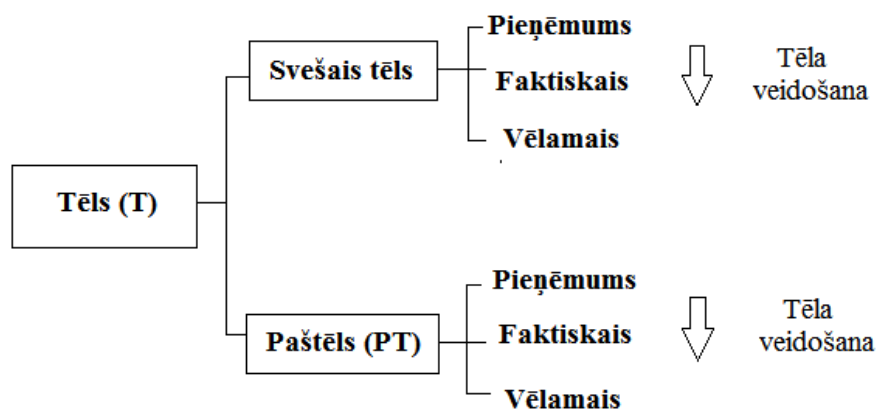 Tēls (T)
Svešais tēls
Pieņēmums
Faktiskais
Vēlamais
Tēla
veidošana
Paštēls (PT)
Pieņēmums
Faktiskais
Vēlamais
Tēla
veidošana